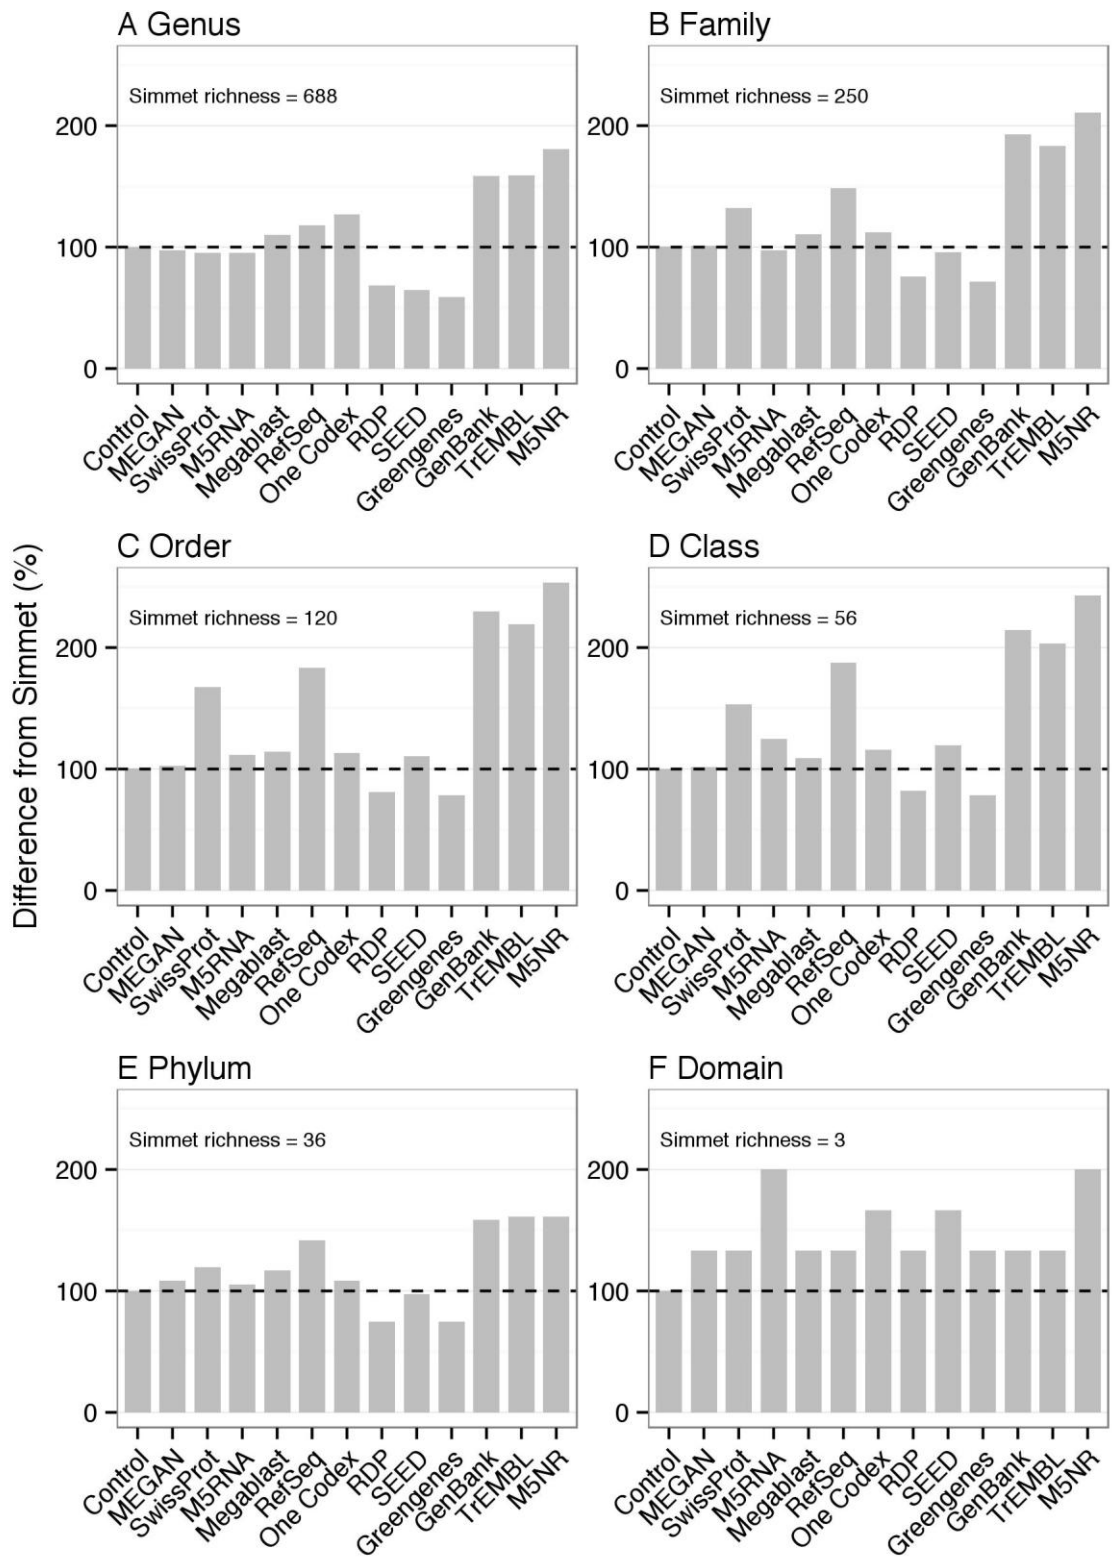 A Genus
Simmet richness = 688
200
100
0
Control
MEGAN
SwissProt
M5RNA
Megablast
RefSeq
One Codex
RDP
SEED
Greengenes
GenBank
TrEMBL
M5NR
B Family
Simmet richness = 250
200
100
0
Control
MEGAN
SwissProt
M5RNA
Megablast
RefSeq
One Codex
RDP
SEED
Greengenes
GenBank
TrEMBL
M5NR
Difference from Simmet (%)
C Order
Simmet richness = 120
200
100
0
Control
MEGAN
SwissProt
M5RNA
Megablast
RefSeq
One Codex
RDP
SEED
Greengenes
GenBank
TrEMBL
M5NR
D Class
Simmet richness = 56
200
100
0
Control
MEGAN
SwissProt
M5RNA
Megablast
RefSeq
One Codex
RDP
SEED
Greengenes
GenBank
TrEMBL
M5NR
E Phylum
Simmet richness = 36
200
100
0
Control
MEGAN
SwissProt
M5RNA
Megablast
RefSeq
One Codex
RDP
SEED
Greengenes
GenBank
TrEMBL
M5NR
F Domain
Simmet richness = 3
200
100
0
Control
MEGAN
SwissProt
M5RNA
Megablast
RefSeq
One Codex
RDP
SEED
Greengenes
GenBank
TrEMBL
M5NR